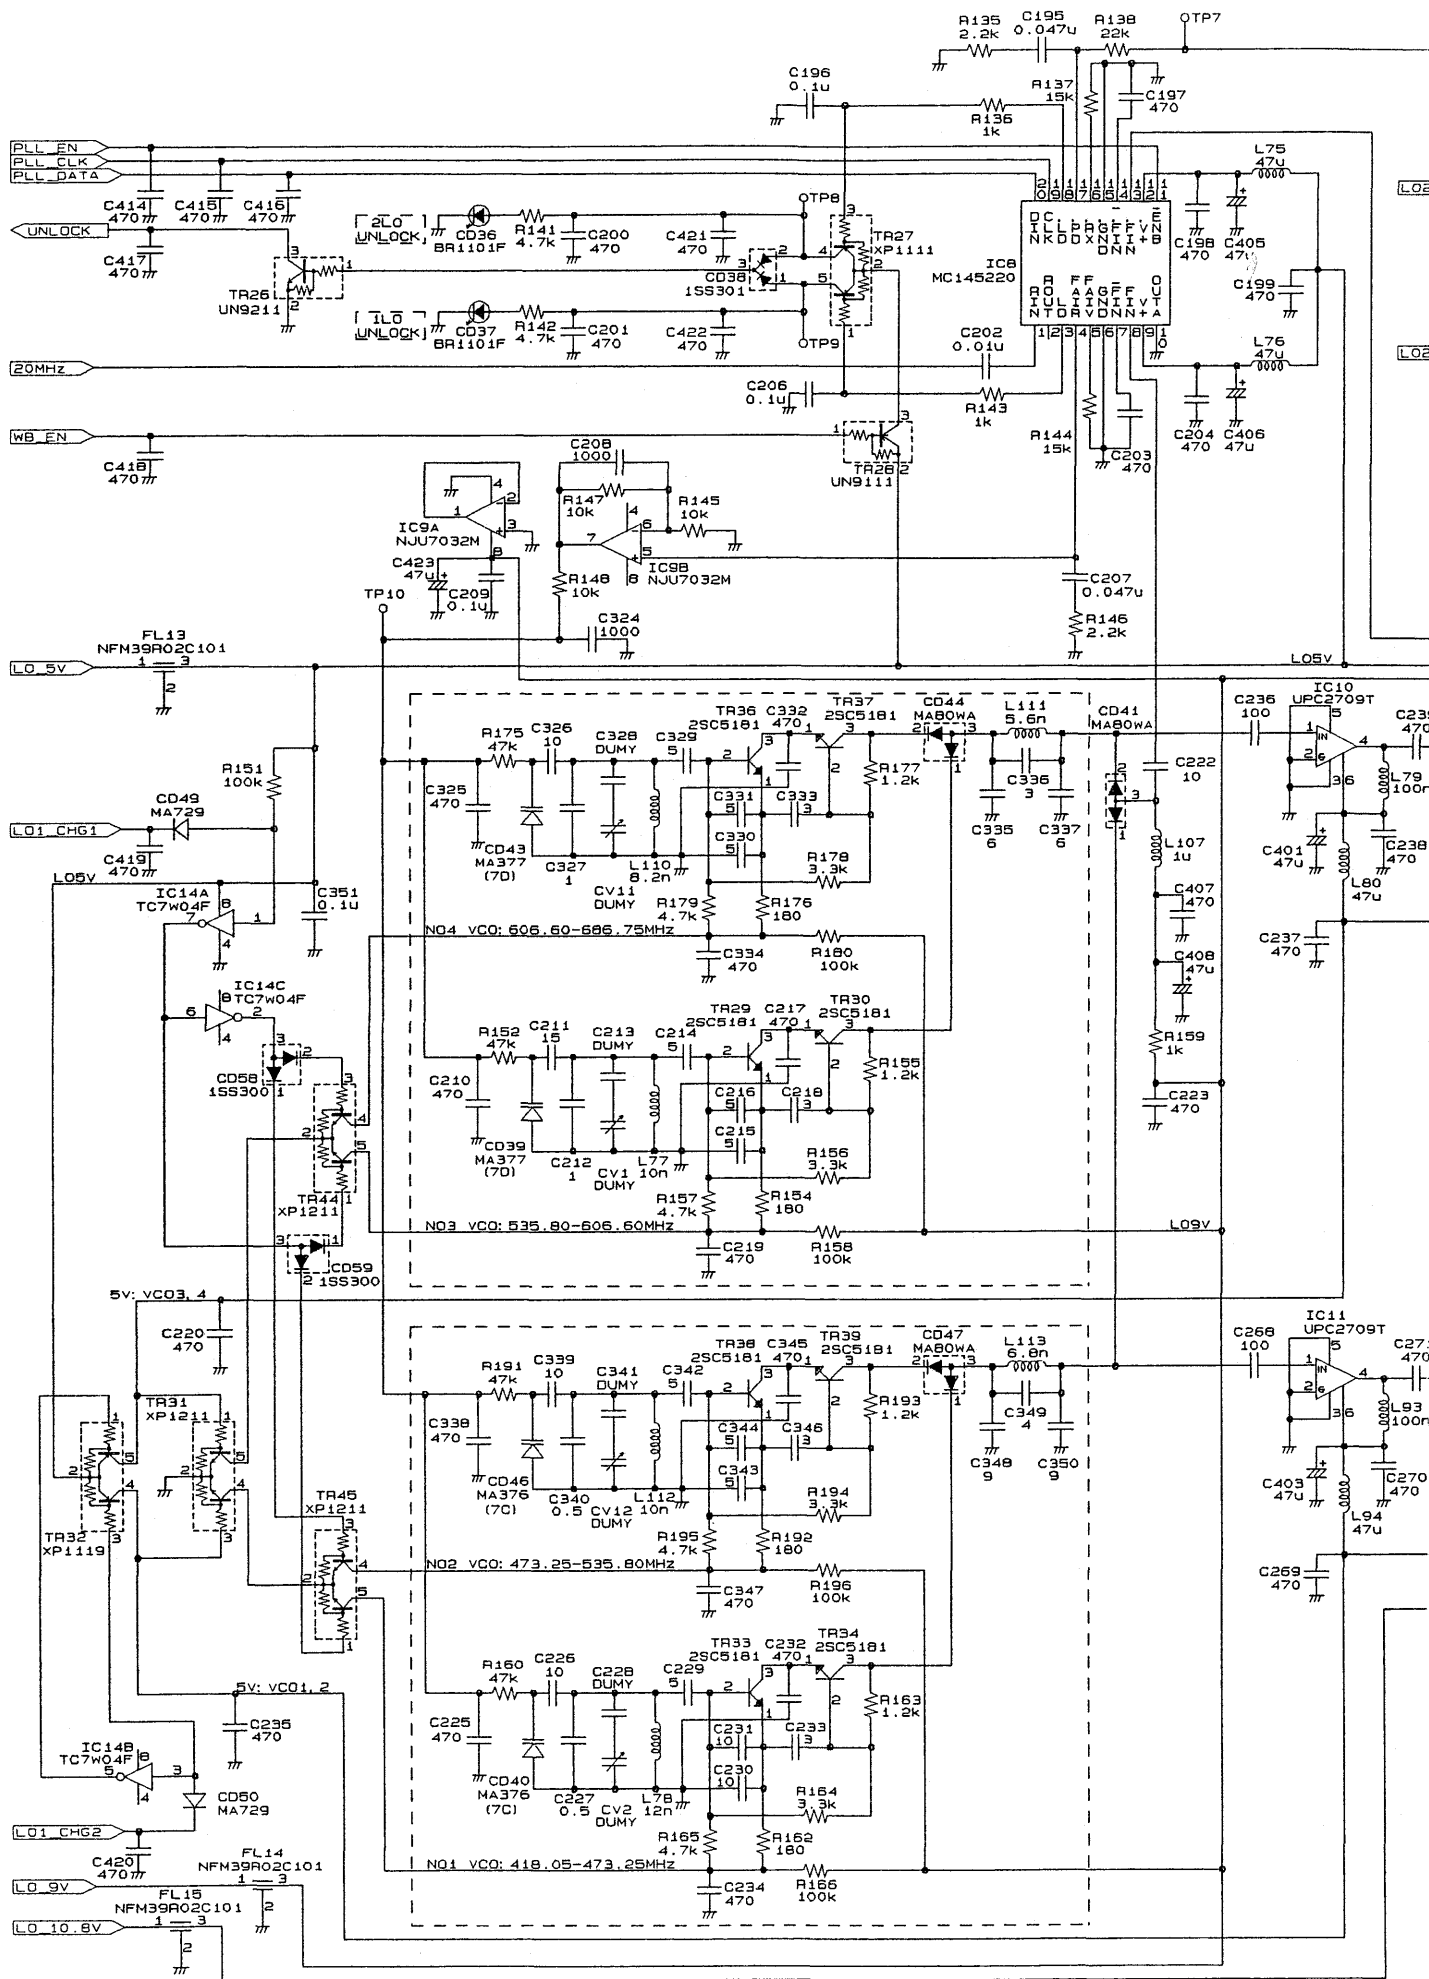 R135
2.2k
C195
0.047u
R138
22k
TP7
C196
0.1u
R137
15k
C197
470
R136
1k
PLL_EN
PLL_CLK
PLL_DATA
L75
47u
C414
470
C415
470
C416
470
UNLOCK
C417
470
2LO
UNLOCK
CD36
BR1101F
R141
4.7k
C200
470
C421
470
TP8
TR27
XP1111
CD38
1SS301
IC8
MC145220
C198
470
C405
47u
C199
470
TR26
UN9211
1LO
UNLOCK
CD37
BR1101F
R142
4.7k
C201
470
C422
470
TP9
C202
0.01u
L76
47u
20MHz
C206
0.1u
R143
1k
WB_EN
C418
470
C208
1000
TR28
UN9111
R144
15k
C203
470
C204
470
C406
47u
R147
10k
R145
10k
IC9A
NJU7032M
IC9B
NJU7032M
C423
47u
C209
0.1u
R148
10k
C207
0.047u
TP10
C324
1000
R146
2.2k
FL13
NFM39R02C101
LO_5V
LO5V
R151
100k
CD49
MA729
LO1_CHG1
C419
470
LO5V
IC14A
TC7W04F
C351
0.1u
R175
47k
C326
10
C328
DUMY
C329
5
TR36
2SC5181
C332
470
TR37
2SC5181
CD44
MA80WA
L111
5.6n
CD41
MA80WA
C236
100
IC10
UPC2709T
C239
470
C325
470
CD43
MA377
(7D)
C327
1
CV11
DUMY
L110
8.2n
C331
5
C333
3
C330
5
R177
1.2k
R178
3.3k
C335
6
C336
3
C337
6
C222
10
L107
1u
C401
47u
L80
47u
L79
100n
C238
470
R179
4.7k
R176
180
NO4 VCO: 606.60-686.75MHz
C334
470
R180
100k
C407
470
C408
47u
C237
470
IC14C
TC7W04F
CD58
1SS300
R152
47k
C211
15
C213
DUMY
C214
5
TR29
2SC5181
C217
470
TR30
2SC5181
R159
1k
C210
470
CD39
MA377
(7D)
C212
1
CV1
DUMY
L77
10n
C216
5
C218
3
C215
5
R155
1.2k
R156
3.3k
C223
470
TR44
XP1211
R157
4.7k
R154
180
NO3 VCO: 535.80-606.60MHz
LO9V
C219
470
R158
100k
CD59
1SS300
5V: VCO3, 4
C220
470
R191
47k
C339
10
C341
DUMY
C342
5
TR38
2SC5181
C345
470
TR39
2SC5181
CD47
MA80WA
L113
6.8n
C268
100
IC11
UPC2709T
C271
470
TR31
XP1211
C338
470
CD46
MA376
(7C)
C340
0.5
CV12
DUMY
L112
10n
C344
5
C346
3
C343
5
R193
1.2k
R194
3.3k
C348
9
C349
4
C350
9
C403
47u
L94
47u
L93
100n
C270
470
TR32
XP1119
TR45
XP1211
R195
4.7k
R192
180
NO2 VCO: 473.25-535.80MHz
C347
470
R196
100k
C269
470
R160
47k
C226
10
C228
DUMY
C229
5
TR33
2SC5181
C232
470
TR34
2SC5181
5V: VCO1, 2
C235
470
IC14B
TC7W04F
CD50
MA729
C225
470
CD40
MA376
(7C)
C227
0.5
CV2
DUMY
L78
12n
C231
10
C233
3
C230
10
R163
1.2k
R164
3.3k
LO1_CHG2
C420
470
R165
4.7k
R162
180
NO1 VCO: 418.05-473.25MHz
C234
470
R166
100k
FL14
NFM39R02C101
LO_9V
FL15
NFM39R02C101
LO_10.8V